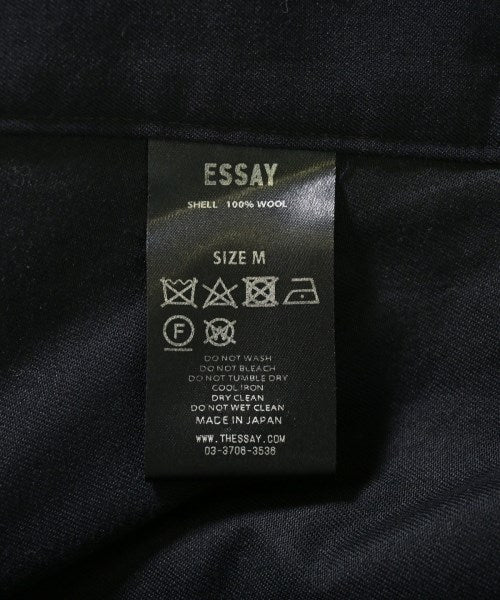 ESSAY
SHELL 100% WOOL
SIZE M
F W
DO NOT WASH
DO NOT BLEACH
DO NOT TUMBLE DRY
COOL IRON
DRY CLEAN
DO NOT WET CLEAN
MADE IN JAPAN
WWW.THESSAY.COM
03-3706-3536